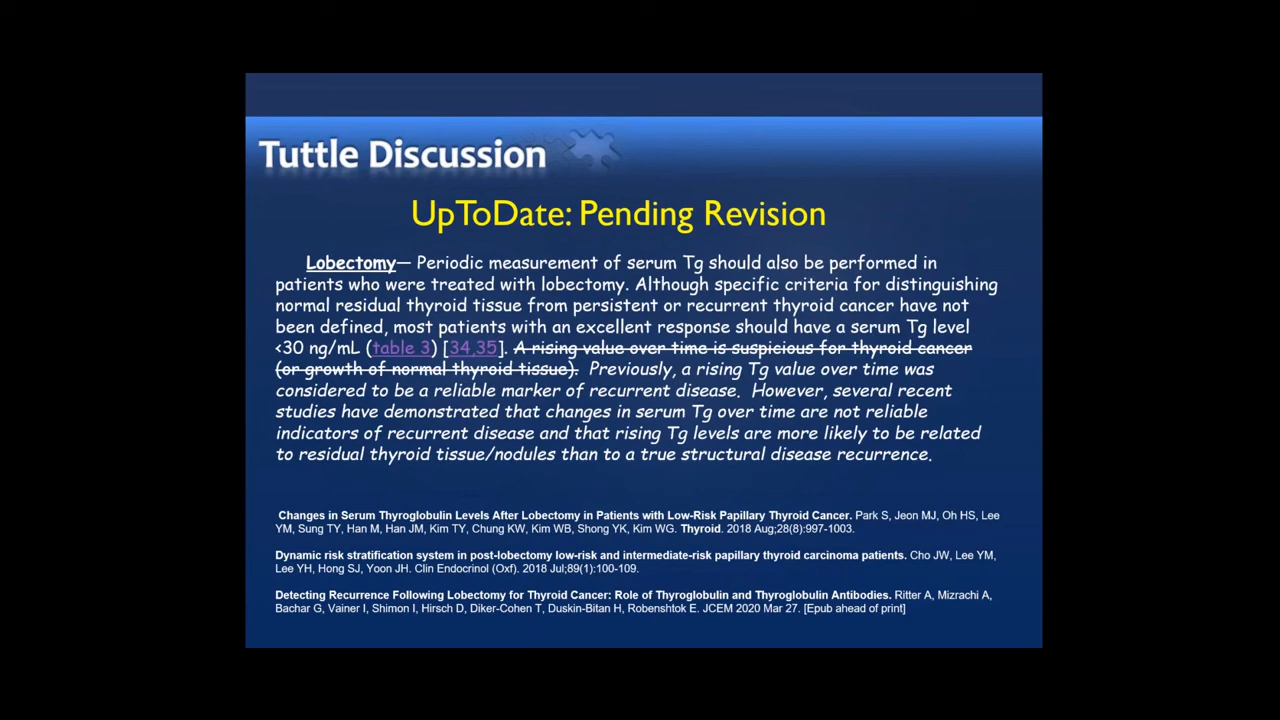 Tuttle Discussion
UpToDate: Pending Revision
Lobectomy— Periodic measurement of serum Tg should also be performed in
patients who were treated with lobectomy. Although specific criteria for distinguishing
normal residual thyroid tissue from persistent or recurrent thyroid cancer have not
been defined, most patients with an excellent response should have a serum Tg level
<30 ng/mL (table 3) [34,35]. A rising value over time is suspicious for thyroid cancer
(or growth of normal thyroid tissue). Previously, a rising Tg value over time was
considered to be a reliable marker of recurrent disease. However, several recent
studies have demonstrated that changes in serum Tg over time are not reliable
indicators of recurrent disease and that rising Tg levels are more likely to be related
to residual thyroid tissue/nodules than to a true structural disease recurrence.
Changes in Serum Thyroglobulin Levels After Lobectomy in Patients with Low-Risk Papillary Thyroid Cancer. Park S, Jeon MJ, Oh HS, Lee
YM, Sung TY, Han M, Han JM, Kim TY, Chung KW, Kim WB, Shong YK, Kim WG. Thyroid. 2018 Aug;28(8):997-1003.
Dynamic risk stratification system in post-lobectomy low-risk and intermediate-risk papillary thyroid carcinoma patients. Cho JW, Lee YM,
Lee YH, Hong SJ, Yoon JH. Clin Endocrinol (Oxf). 2018 Jul;89(1):100-109.
Detecting Recurrence Following Lobectomy for Thyroid Cancer: Role of Thyroglobulin and Thyroglobulin Antibodies. Ritter A, Mizrachi A,
Bachar G, Vainer I, Shimon I, Hirsch D, Diker-Cohen T, Duskin-Bitan H, Robenshtok E. JCEM 2020 Mar 27. [Epub ahead of print]